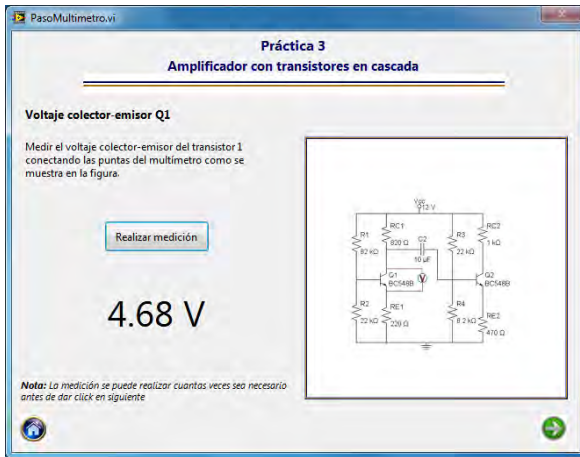 PasoMultimetro.vi
Práctica 3
Amplificador con transistores en cascada
Voltaje colector-emisor Q1
Medir el voltaje colector-emisor del transistor 1
conectando las puntas del multímetro como se
muestra en la figura.
Realizar medición
4.68 V
Nota: La medición se puede realizar cuantas veces sea necesario
antes de dar click en siguiente
Vcc
12 V
R1
82 kΩ
RC1
820 Ω
C2
10 µF
R3
22 kΩ
RC2
1 kΩ
Q1
BC548B
V
Q2
BC548B
R2
22 kΩ
RE1
220 Ω
R4
8.2 kΩ
RE2
470 Ω